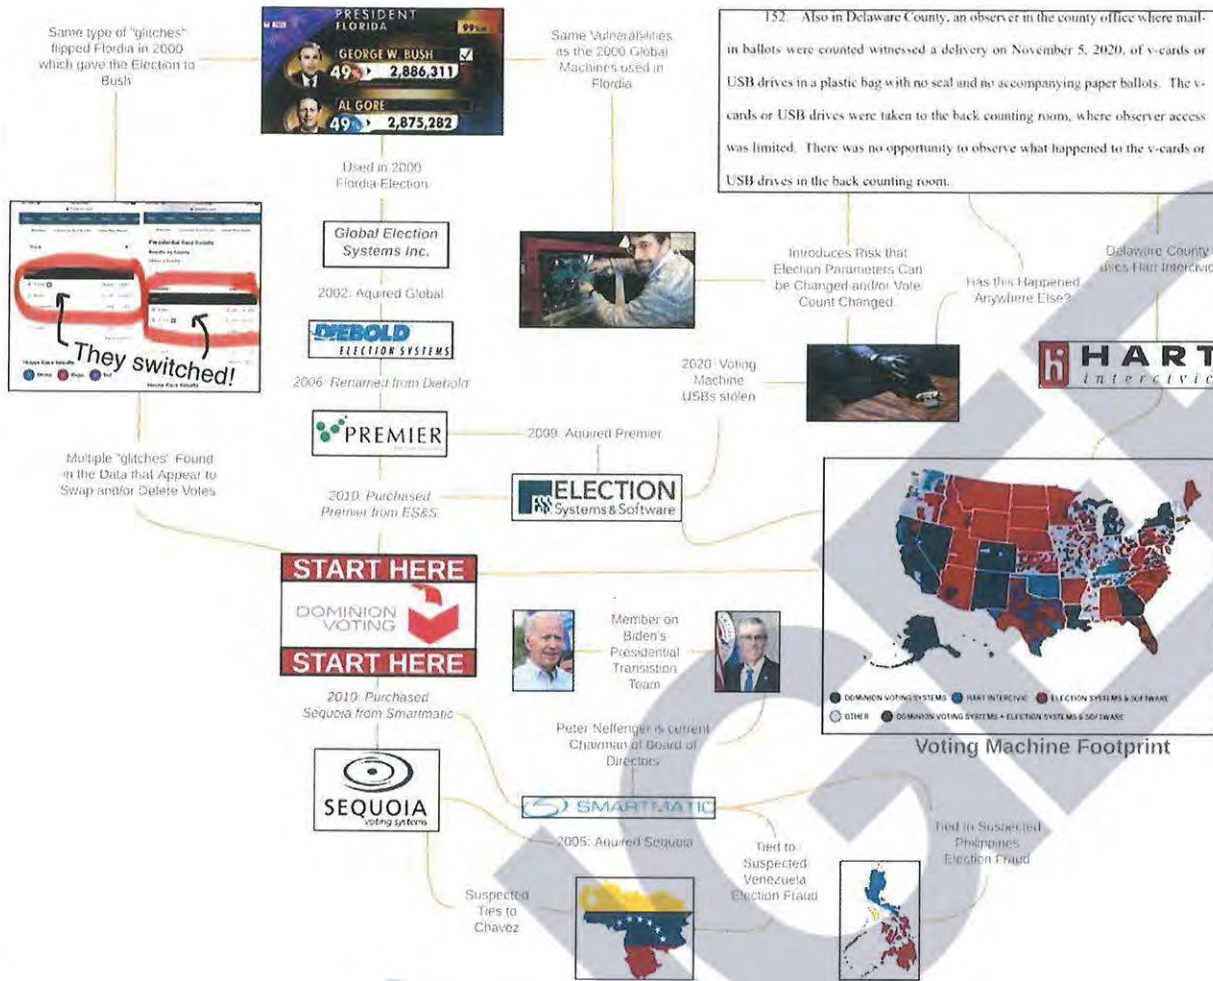 Same type of "glitches"
flipped Flordia in 2000
which gave the Election to
Bush
PRESIDENT
FLORIDA
99%
GEORGE W. BUSH
49% 2,886,311
AL GORE
49% 2,875,282
Same Vulnerabilities
as the 2000 Global
Machines used in
Flordia
152. Also in Delaware County, an observer in the county office where mail-
in ballots were counted witnessed a delivery on November 5, 2020, of v-cards or
USB drives in a plastic bag with no seal and no accompanying paper ballots. The v-
cards or USB drives were taken to the back counting room, where observer access
was limited. There was no opportunity to observe what happened to the v-cards or
USB drives in the back counting room.
Used in 2000
Flordia Election
Global Election
Systems Inc.
2002: Aquired Global
DIEBOLD
ELECTION SYSTEMS
2006: Renamed from Diebold
PREMIER
They switched!
Introduces Risk that
Election Parameters Can
be Changed and/or Vote
Count Changed.
Has this Happened
Anywhere Else?
Delaware County
uses Hart Intercivic
HART
intercivic
2020: Voting
Machine
USBs stolen
2009: Aquired Premier
ELECTION
Systems & Software
Multiple "glitches" Found
in the Data that Appear to
Swap and/or Delete Votes
2010: Purchased
Premier from ES&S
START HERE
DOMINION
VOTING
START HERE
Member on
Biden's
Presidential
Transistion
Team
DOMINION VOTING SYSTEMS
HART INTERCIVIC
ELECTION SYSTEMS & SOFTWARE
OTHER
DOMINION VOTING SYSTEMS + ELECTION SYSTEMS & SOFTWARE
Voting Machine Footprint
2010: Purchased
Sequoia from Smartmatic
Peter Neffenger is current
Chairman of Board of
Directors
SEQUOIA
voting systems
SMARTMATIC
2005: Aquired Sequoia
Tied to
Suspected
Venezuela
Election Fraud
Tied to Suspected
Philippines
Election Fraud
Suspected
Ties to
Chavez